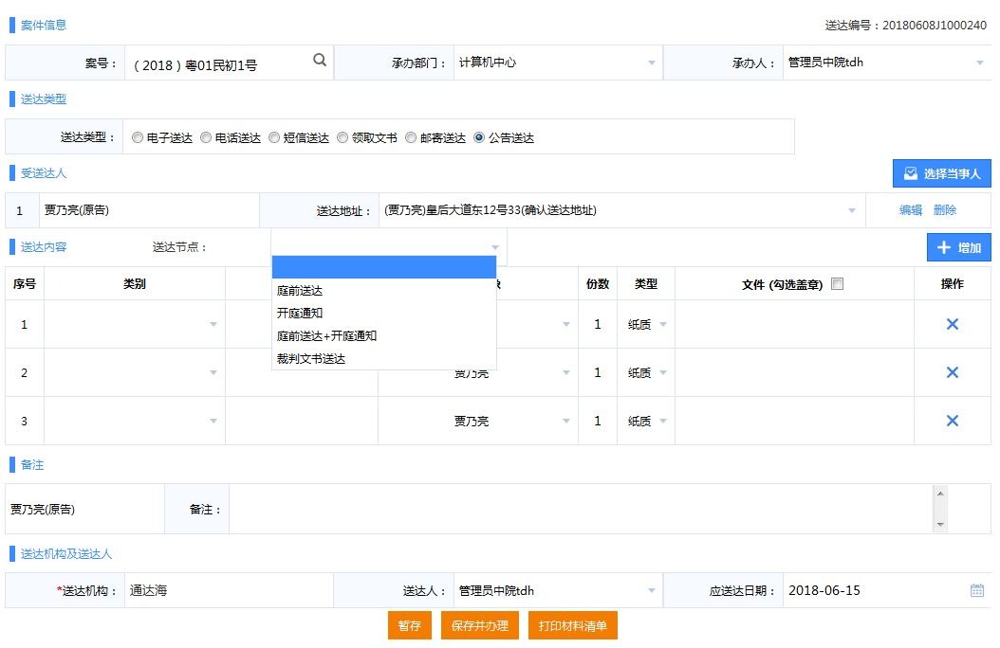 案件信息 送达编号：20180608J1000240
案号： （2018）粤01民初1号 承办部门： 计算机中心 承办人： 管理员中院tdh
送达类型
送达类型： 电子送达 电话送达 短信送达 领取文书 邮寄送达 公告送达
受送达人 选择当事人
1 贾乃亮(原告) 送达地址： (贾乃亮)皇后大道东12号33(确认送达地址) 编辑 删除
送达内容 送达节点： 增加
序号 类别 份数 类型 文件 (勾选盖章) 操作
庭前送达
开庭通知
庭前送达+开庭通知
裁判文书送达
1 1 纸质
2 贾乃亮 1 纸质
3 贾乃亮 1 纸质
备注
贾乃亮(原告) 备注：
送达机构及送达人
*送达机构： 通达海 送达人： 管理员中院tdh 应送达日期： 2018-06-15
暂存 保存并办理 打印材料清单